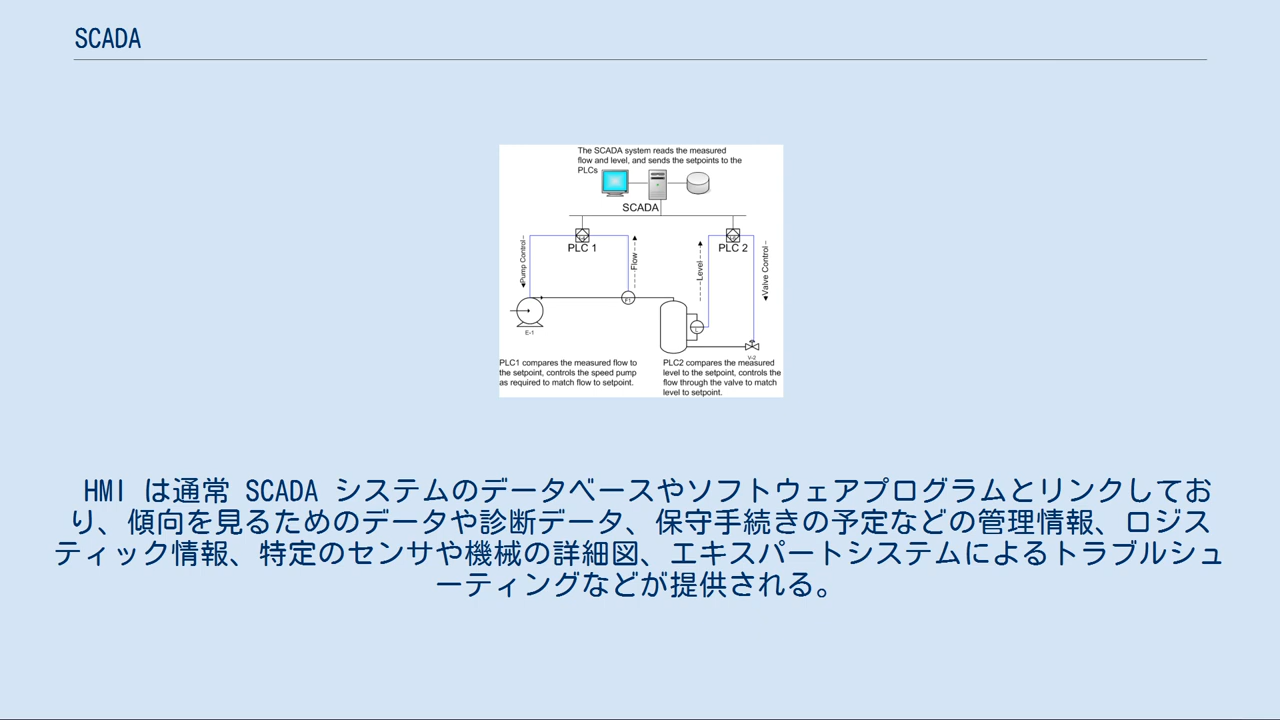 SCADA
The SCADA system reads the measured
flow and level, and sends the setpoints to the
PLCs
SCADA
PLC 1
PLC 2
Pump Control
Flow
Level
Valve Control
F1
E-1
L
V-2
PLC1 compares the measured flow to
the setpoint, controls the speed pump
as required to match flow to setpoint.
PLC2 compares the measured
level to the setpoint, controls the
flow through the valve to match
level to setpoint.
HMI は通常 SCADA システムのデータベースやソフトウェアプログラムとリンクしてお
り、傾向を見るためのデータや診断データ、保守手続きの予定などの管理情報、ロジス
ティック情報、特定のセンサや機械の詳細図、エキスパートシステムによるトラブルシュ
ーティングなどが提供される。